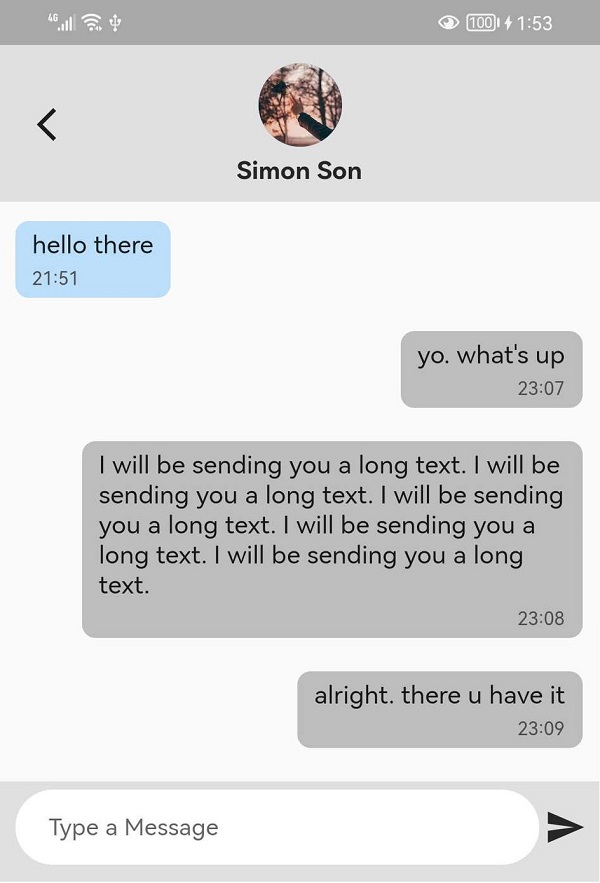 4G 100 1:53
Simon Son
hello there
21:51
yo. what's up
23:07
I will be sending you a long text. I will be
sending you a long text. I will be sending
you a long text. I will be sending you a
long text. I will be sending you a long
text.
23:08
alright. there u have it
23:09
Type a Message